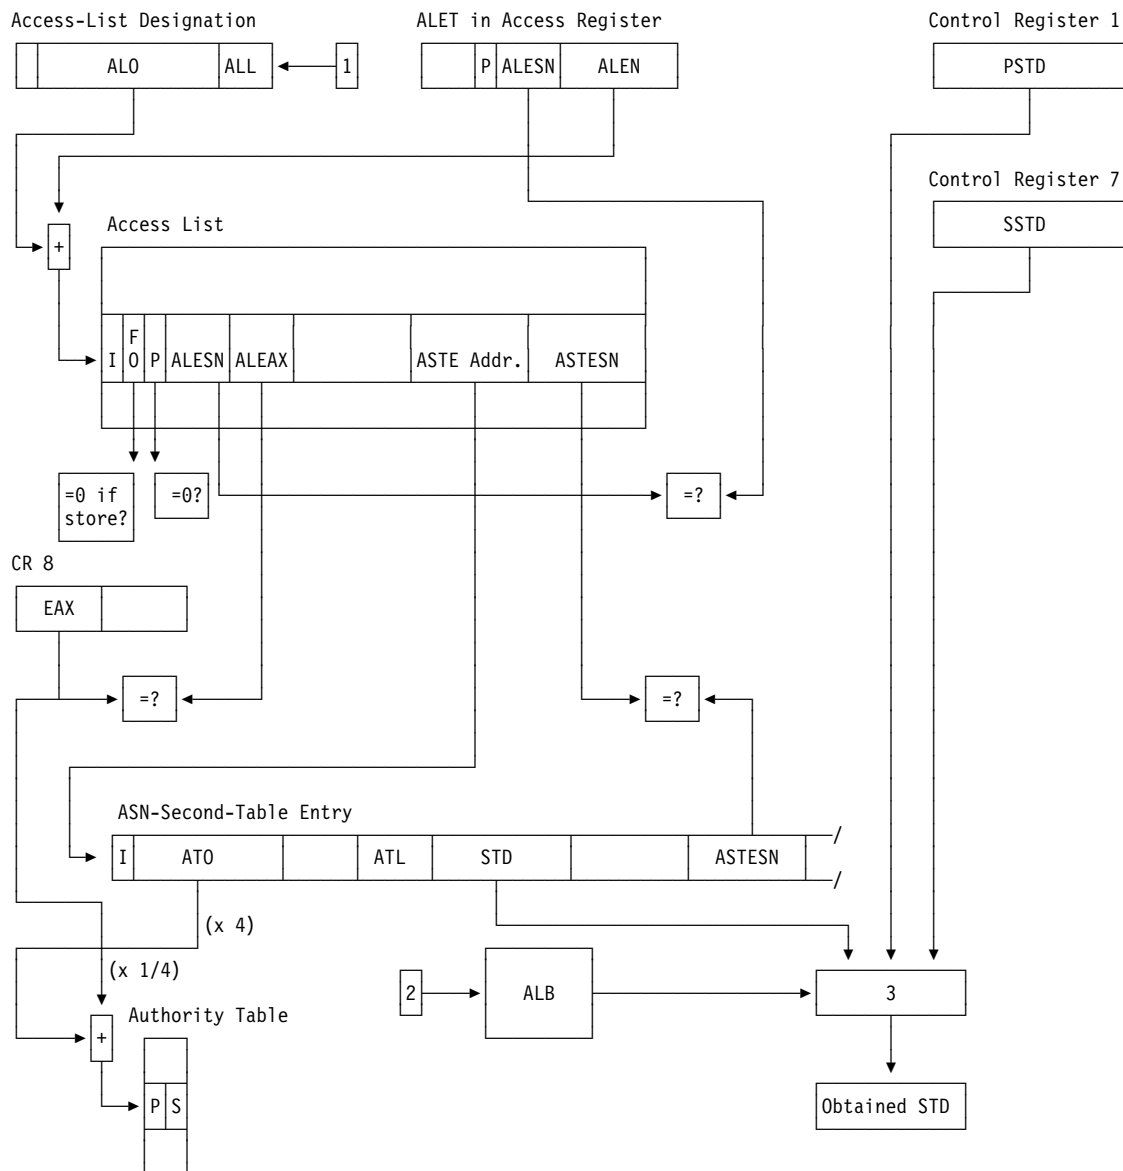 Access-List Designation
ALET in Access Register
Control Register 1
ALO ALL
1
P ALESN ALEN
PSTD
Control Register 7
SSTD
Access List
+
I FO P ALESN ALEAX ASTE Addr. ASTESN
=0 if
store?
=0?
=?
CR 8
EAX
=?
=?
ASN-Second-Table Entry
I ATO ATL STD ASTESN
(x 4)
(x 1/4)
2
ALB
3
Authority Table
+
P S
Obtained STD